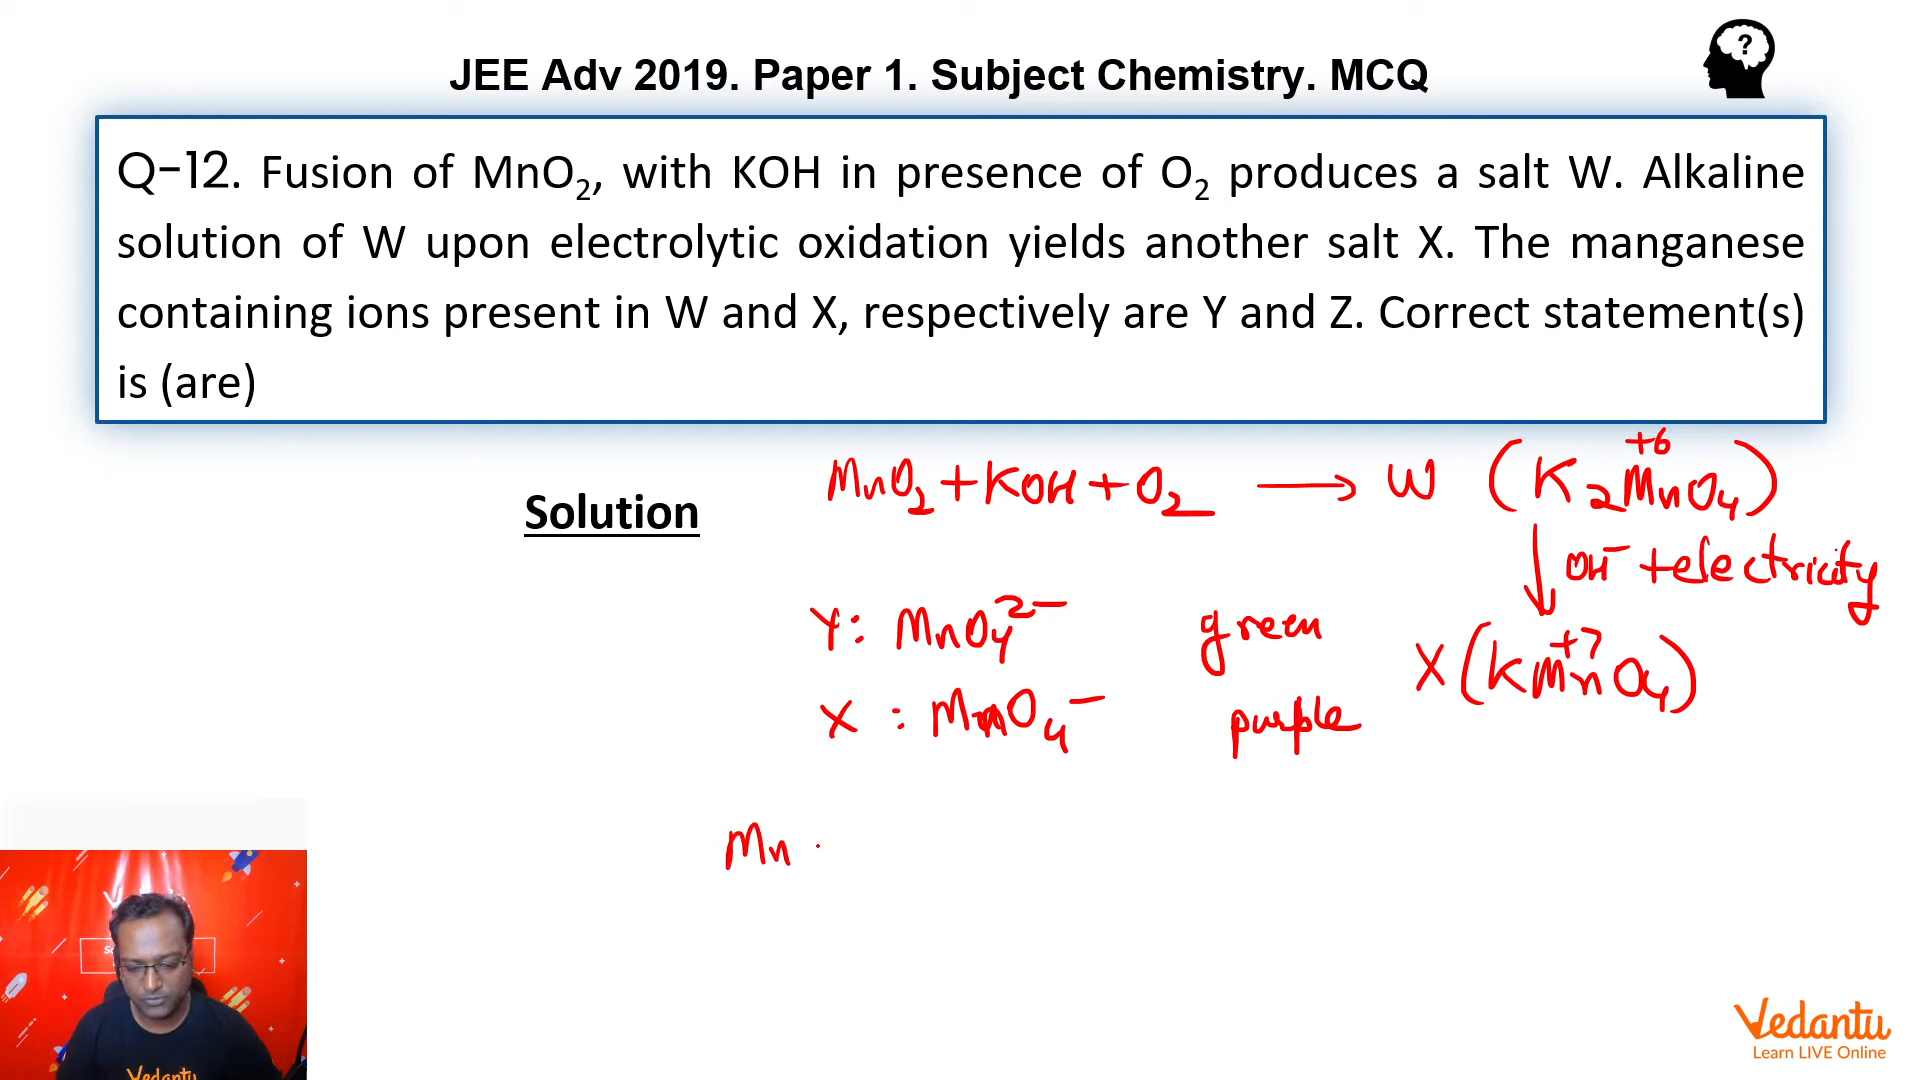 JEE Adv 2019. Paper 1. Subject Chemistry. MCQ
?
Q-12. Fusion of MnO₂, with KOH in presence of O₂ produces a salt W. Alkaline
solution of W upon electrolytic oxidation yields another salt X. The manganese
containing ions present in W and X, respectively are Y and Z. Correct statement(s)
is (are)
Solution
MnO₂ + KOH + O₂ ⟶ W (K₂MnO₄)
+6
↓ OH⁻ + electricity
Y: MnO₄²⁻ green
X (KMnO₄)
+7
X : MnO₄⁻ purple
Mn .
Vedantu
Vedantu
Learn LIVE Online